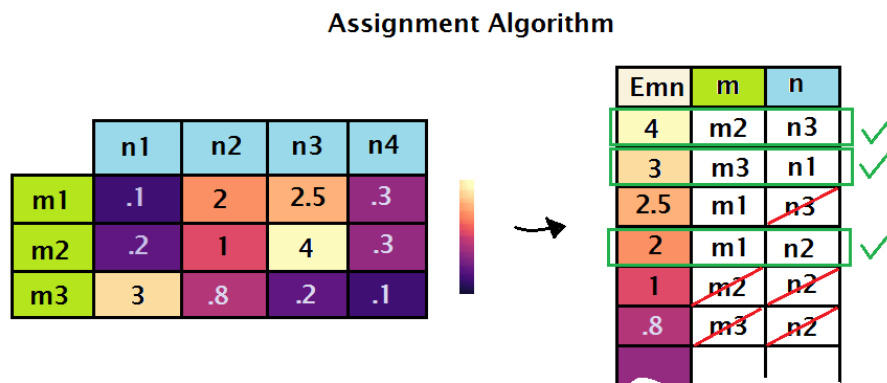 Assignment Algorithm
n1 n2 n3 n4
m1 .1 2 2.5 .3
m2 .2 1 4 .3
m3 3 .8 .2 .1
Emn m n
4 m2 n3
3 m3 n1
2.5 m1 n3
2 m1 n2
1 m2 n2
.8 m3 n2